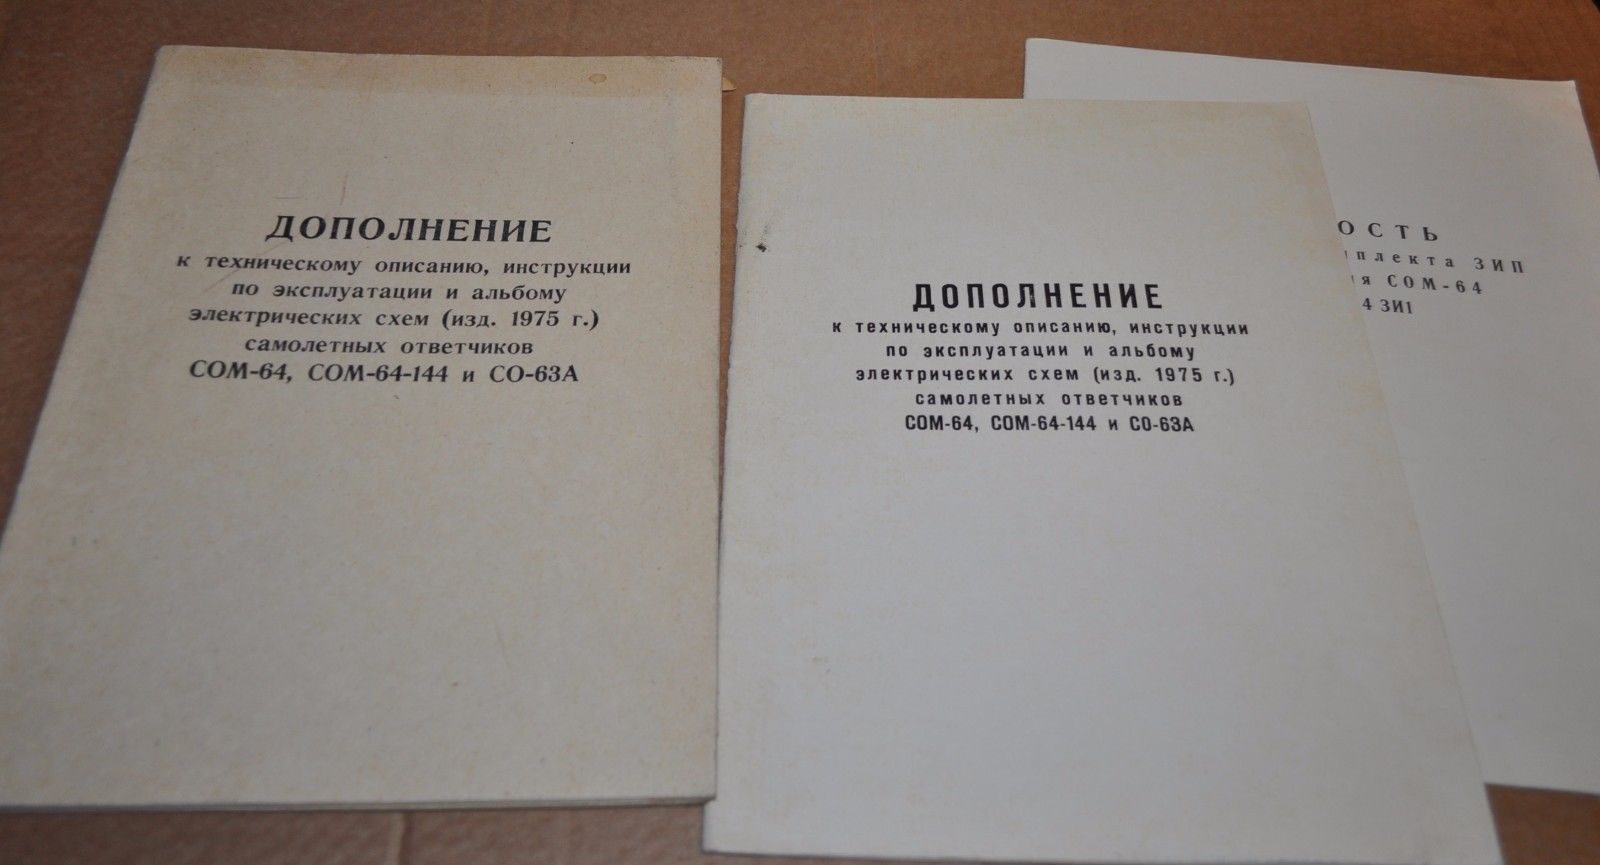 ДОПОЛНЕНИЕ
к техническому описанию, инструкции
по эксплуатации и альбому
электрических схем (изд. 1975 г.)
самолетных ответчиков
СОМ-64, СОМ-64-144 и СО-63А
ДОПОЛНЕНИЕ
к техническому описанию, инструкции
по эксплуатации и альбому
электрических схем (изд. 1975 г.)
самолетных ответчиков
СОМ-64, СОМ-64-144 и СО-63А
ОСТЬ
плекта ЗИП
я СОМ-64
4 ЗИ1